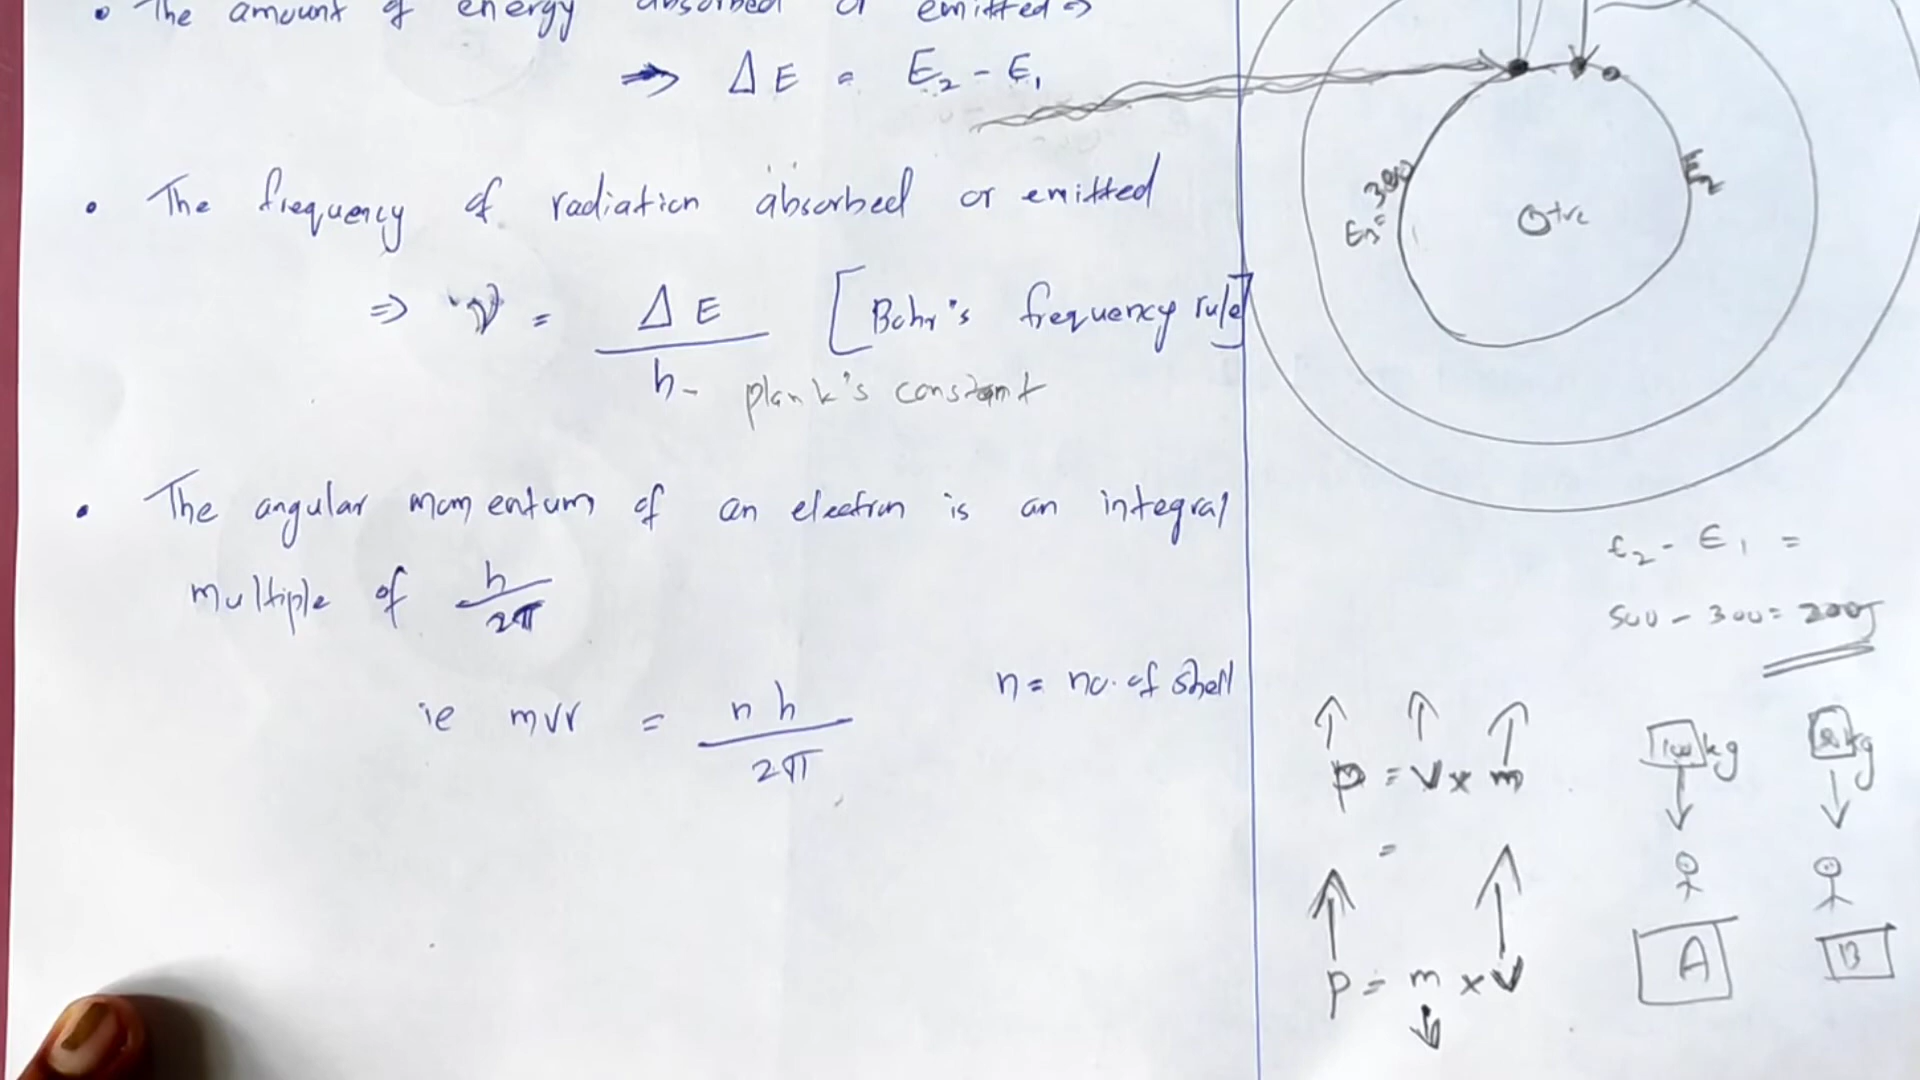 • The amount of energy absorbed or emitted ⇒
⇒ ΔE = E₂ - E₁
• The frequency of radiation absorbed or emitted
⇒ ν = ΔE / h [Bohr's frequency rule]
h - plank's constant
• The angular momentum of an electron is an integral
multiple of h / 2π
n = no. of shell
ie mvr = n h / 2π
E₂
+ve
E₂ - E₁ =
500 - 300 = 200J
↑ ↑ ↑
p = v x m
100 kg
kg
=
p = m x v
A
B